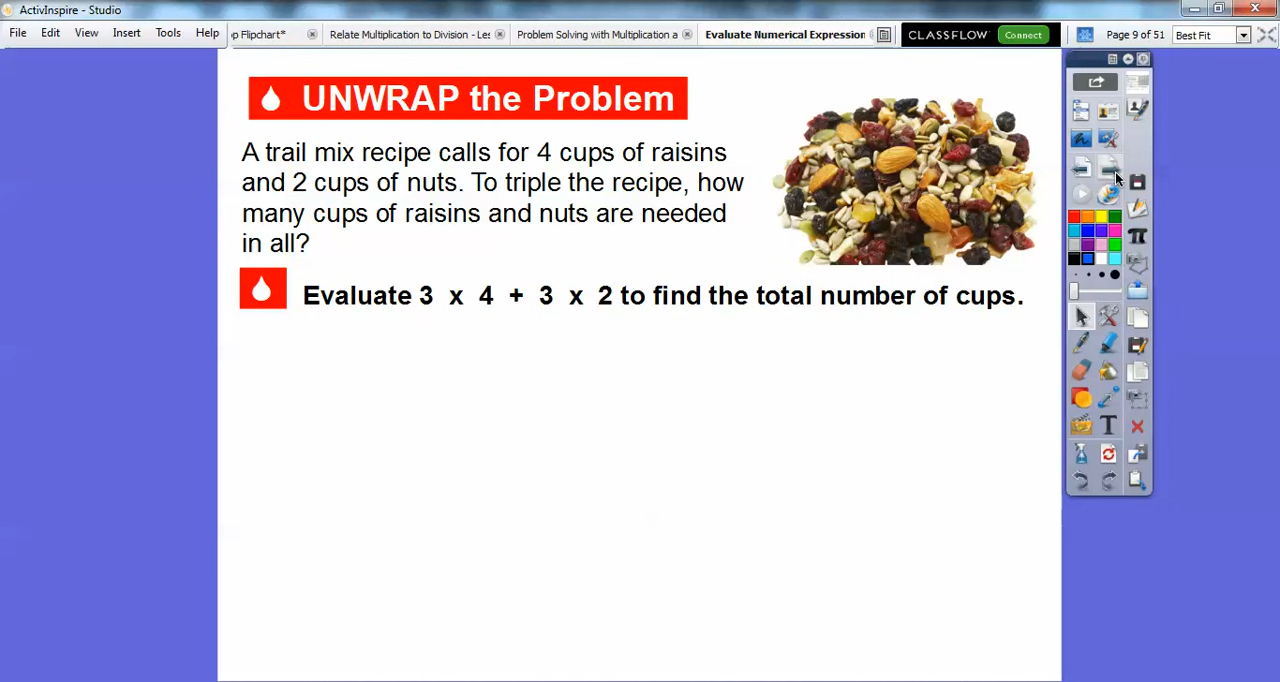 ActivInspire - Studio
File Edit View Insert Tools Help
p Flipchart* Relate Multiplication to Division - Les Problem Solving with Multiplication a Evaluate Numerical Expression
CLASSFLOW Connect
Page 9 of 51 Best Fit
UNWRAP the Problem
A trail mix recipe calls for 4 cups of raisins
and 2 cups of nuts. To triple the recipe, how
many cups of raisins and nuts are needed
in all?
Evaluate 3 x 4 + 3 x 2 to find the total number of cups.